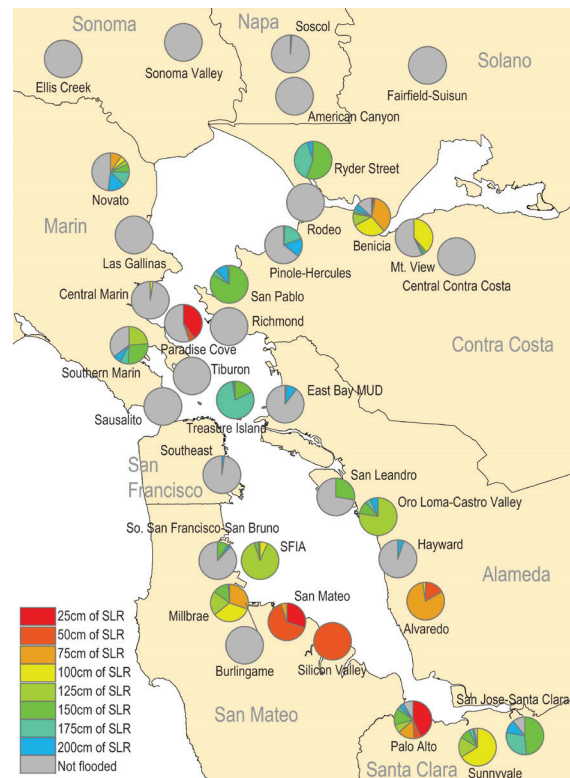 Sonoma
Napa
Soscol
Solano
Ellis Creek
Sonoma Valley
Fairfield-Suisun
American Canyon
Ryder Street
Novato
Marin
Rodeo
Benicia
Mt. View
Las Gallinas
Pinole-Hercules
Central Contra Costa
Central Marin
San Pablo
Richmond
Paradise Cove
Contra Costa
Southern Marin
Tiburon
East Bay MUD
Sausalito
Treasure Island
Southeast
San
Francisco
San Leandro
Oro Loma-Castro Valley
So. San Francisco-San Bruno
SFIA
Hayward
Alameda
Millbrae
San Mateo
Alvaredo
Burlingame
Silicon Valley
25cm of SLR
50cm of SLR
75cm of SLR
100cm of SLR
125cm of SLR
150cm of SLR
175cm of SLR
200cm of SLR
Not flooded
San Mateo
San Jose-Santa Clara
Palo Alto
Sunnyvale
Santa Clara